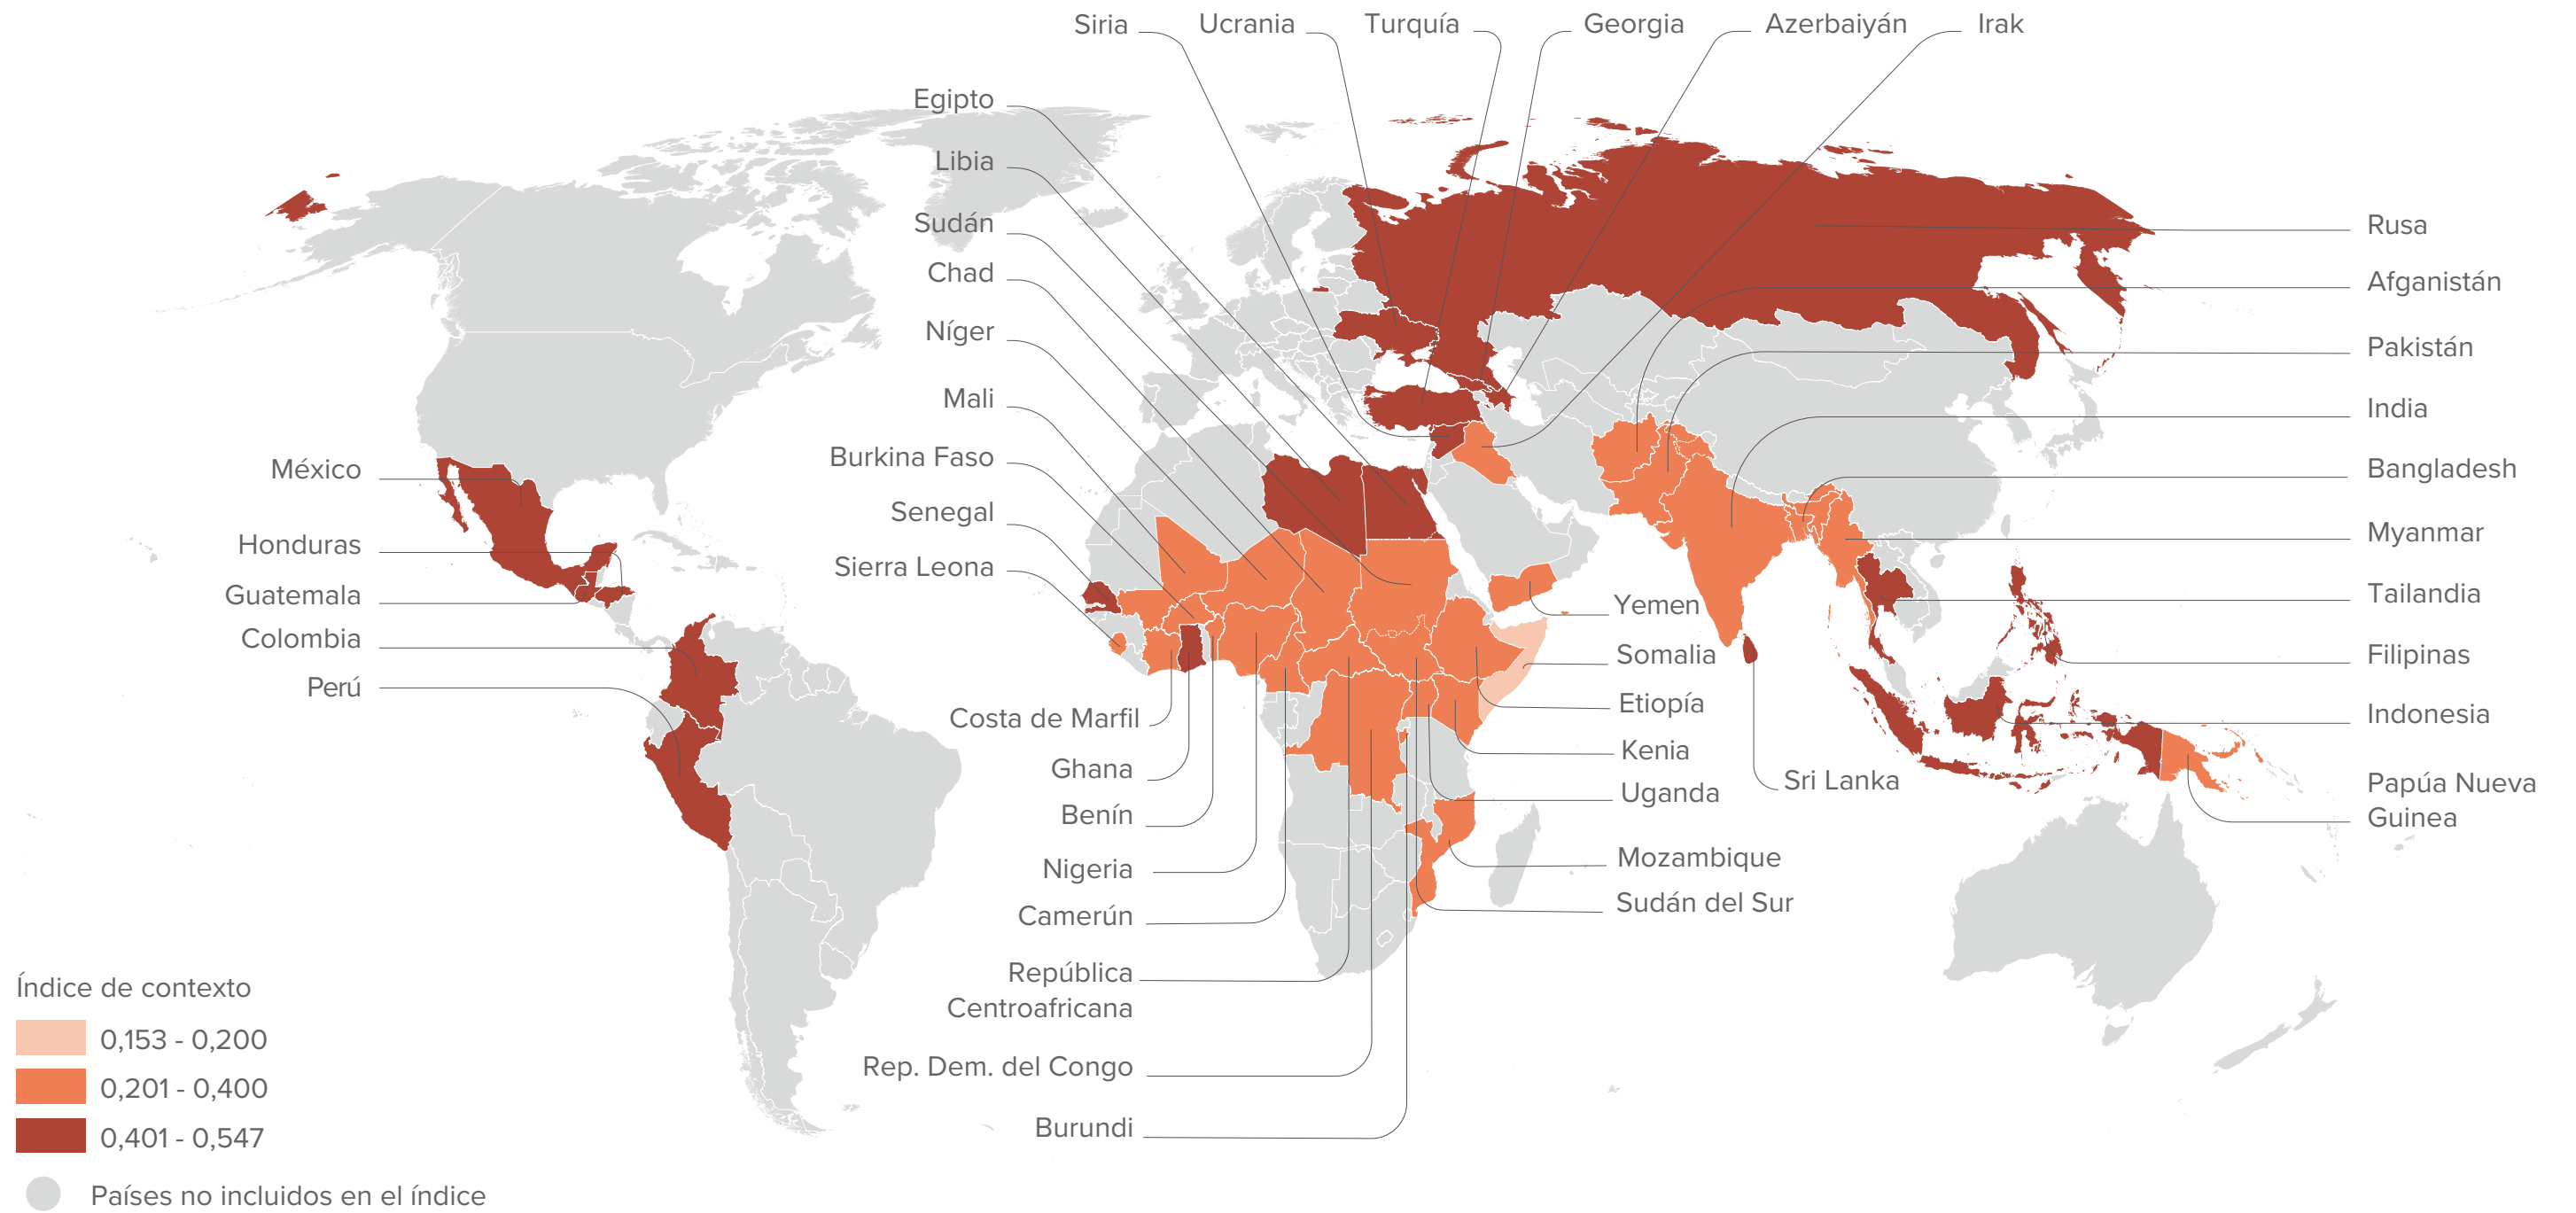 Siria
Ucrania
Turquía
Georgia
Azerbaiyán
Irak
Egipto
Libia
Sudán
Chad
Níger
Mali
Burkina Faso
Senegal
Sierra Leona
México
Honduras
Guatemala
Colombia
Perú
Costa de Marfil
Ghana
Benín
Nigeria
Camerún
República
Centroafricana
Rep. Dem. del Congo
Burundi
Yemen
Somalia
Etiopía
Kenia
Uganda
Mozambique
Sudán del Sur
Sri Lanka
Rusa
Afganistán
Pakistán
India
Bangladesh
Myanmar
Tailandia
Filipinas
Indonesia
Papúa Nueva
Guinea
Índice de contexto
0,153 - 0,200
0,201 - 0,400
0,401 - 0,547
Países no incluidos en el índice